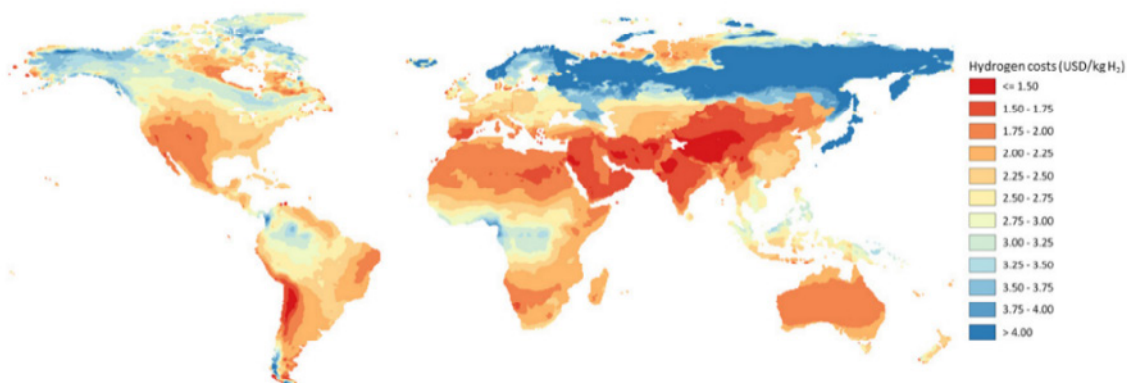 Hydrogen costs (USD/kg H₂)
<= 1.50
1.50 - 1.75
1.75 - 2.00
2.00 - 2.25
2.25 - 2.50
2.50 - 2.75
2.75 - 3.00
3.00 - 3.25
3.25 - 3.50
3.50 - 3.75
3.75 - 4.00
> 4.00